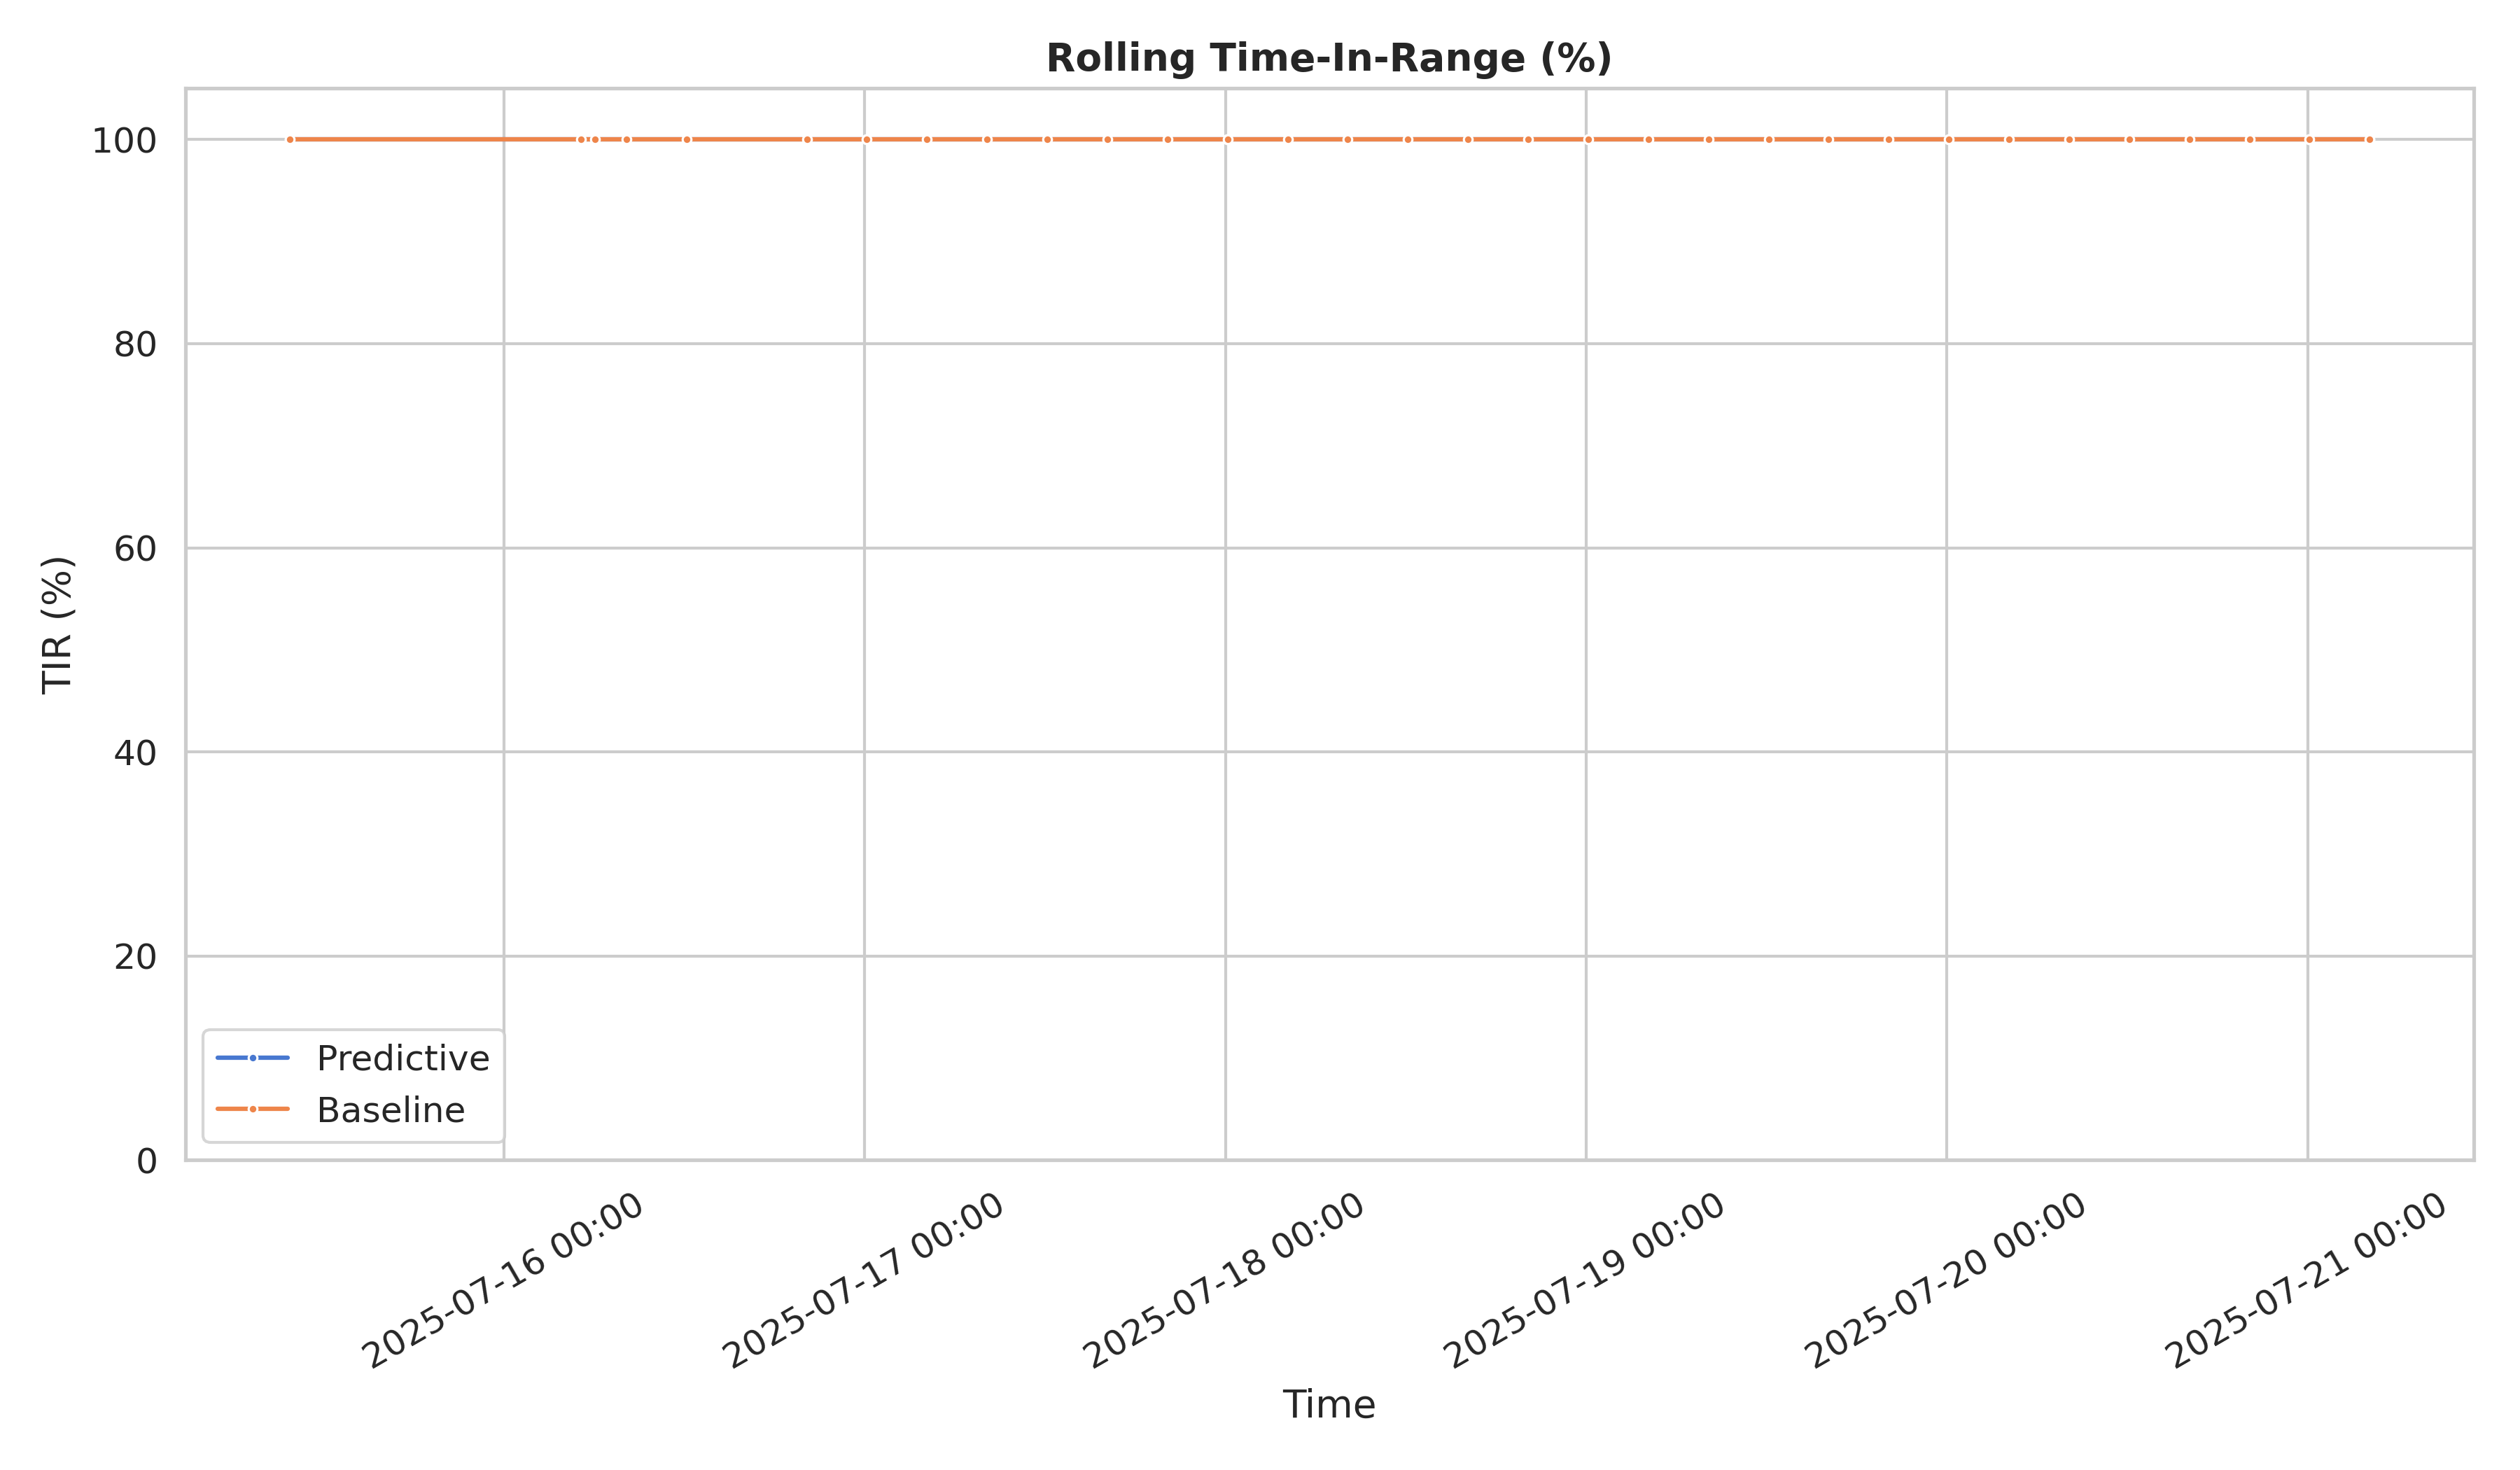 Rolling Time-In-Range (%)
100
80
60
40
20
0
TIR (%)
Predictive
Baseline
2025-07-16 00:00
2025-07-17 00:00
2025-07-18 00:00
2025-07-19 00:00
2025-07-20 00:00
2025-07-21 00:00
Time